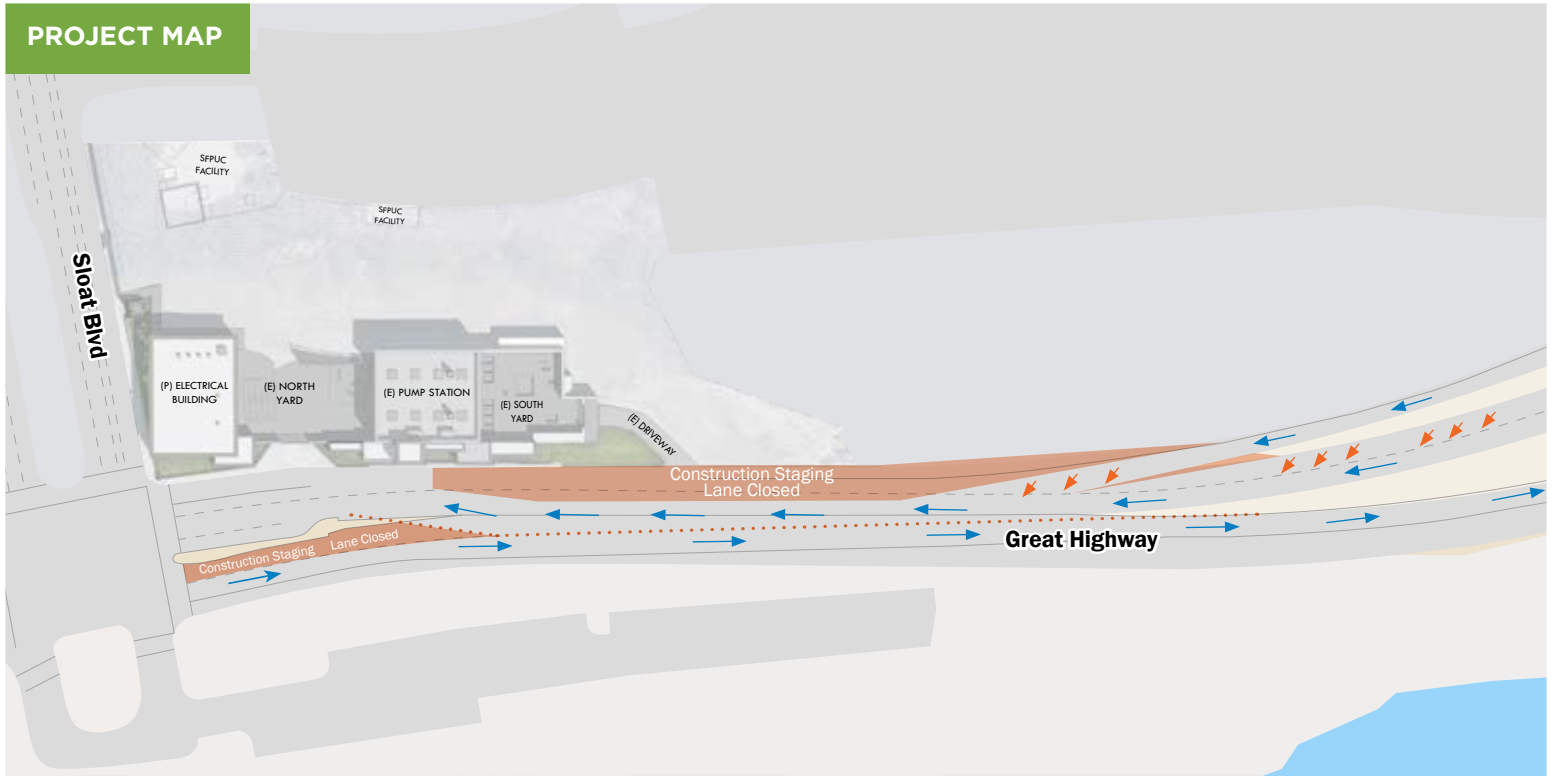 PROJECT MAP
SFPUC
FACILITY
SFPUC
FACILITY
Sloat Blvd
(P) ELECTRICAL
BUILDING
(E) NORTH
YARD
(E) PUMP STATION
(E) SOUTH
YARD
(E) DRIVEWAY
Construction Staging
Lane Closed
Construction Staging Lane Closed
Great Highway